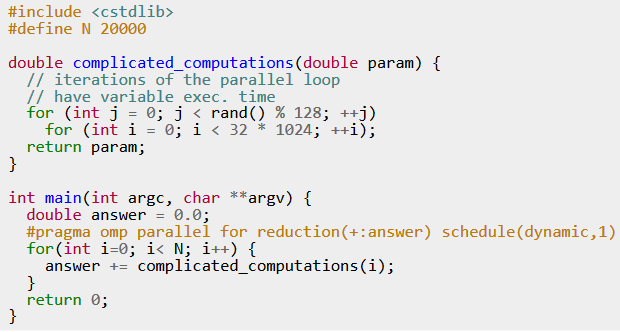 #include <cstdlib>
#define N 20000

double complicated_computations(double param) {
  // iterations of the parallel loop
  // have variable exec. time
  for (int j = 0; j < rand() % 128; ++j)
    for (int i = 0; i < 32 * 1024; ++i);
  return param;
}

int main(int argc, char **argv) {
  double answer = 0.0;
  #pragma omp parallel for reduction(+:answer) schedule(dynamic,1)
  for(int i=0; i< N; i++) {
    answer += complicated_computations(i);
  }
  return 0;
}